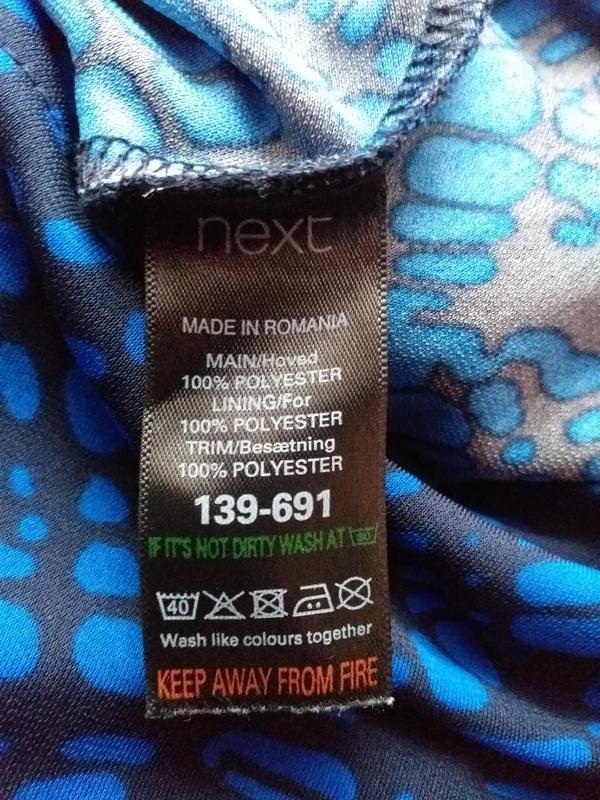 next
MADE IN ROMANIA
MAIN/Hoved
100% POLYESTER
LINING/For
100% POLYESTER
TRIM/Besætning
100% POLYESTER
139-691
IF IT'S NOT DIRTY WASH AT
40
Wash like colours together
KEEP AWAY FROM FIRE